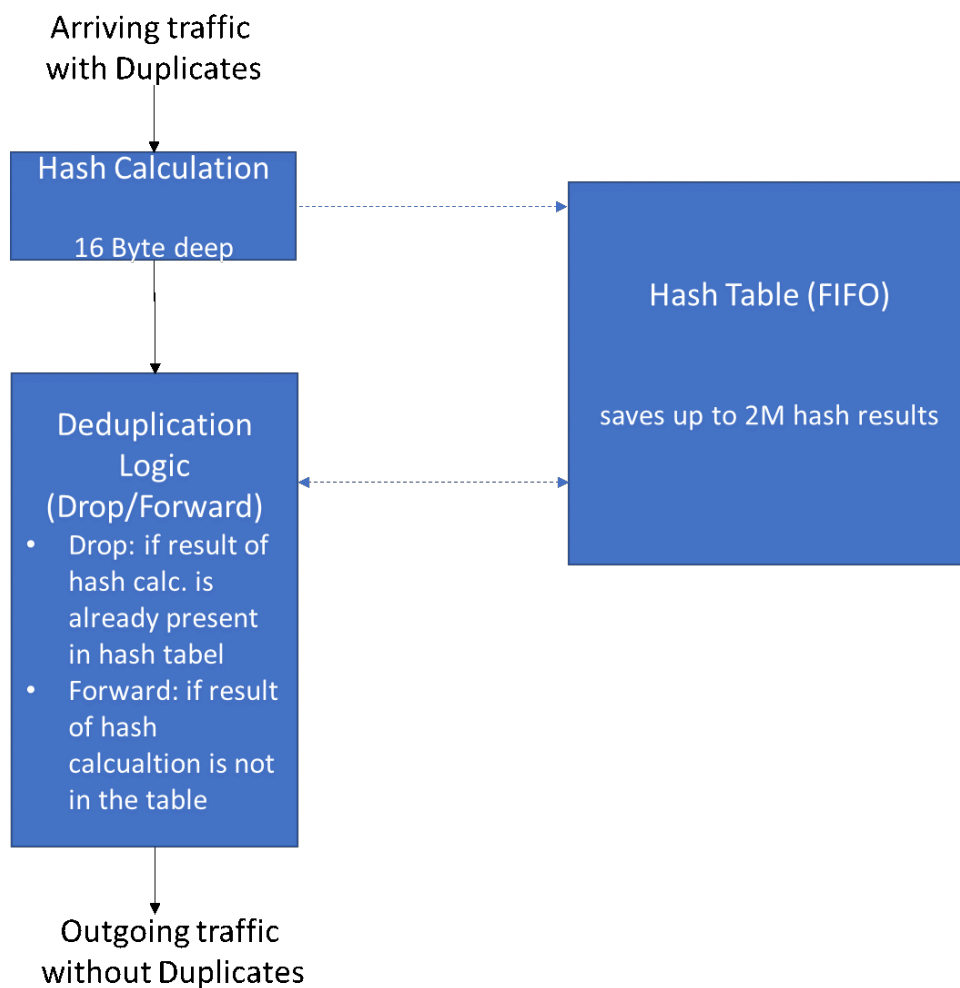 Arriving traffic
with Duplicates
Hash Calculation
16 Byte deep
Hash Table (FIFO)
saves up to 2M hash results
Deduplication
Logic
(Drop/Forward)
• Drop: if result of
hash calc. is
already present
in hash tabel
• Forward: if result
of hash
calcualtion is not
in the table
Outgoing traffic
without Duplicates